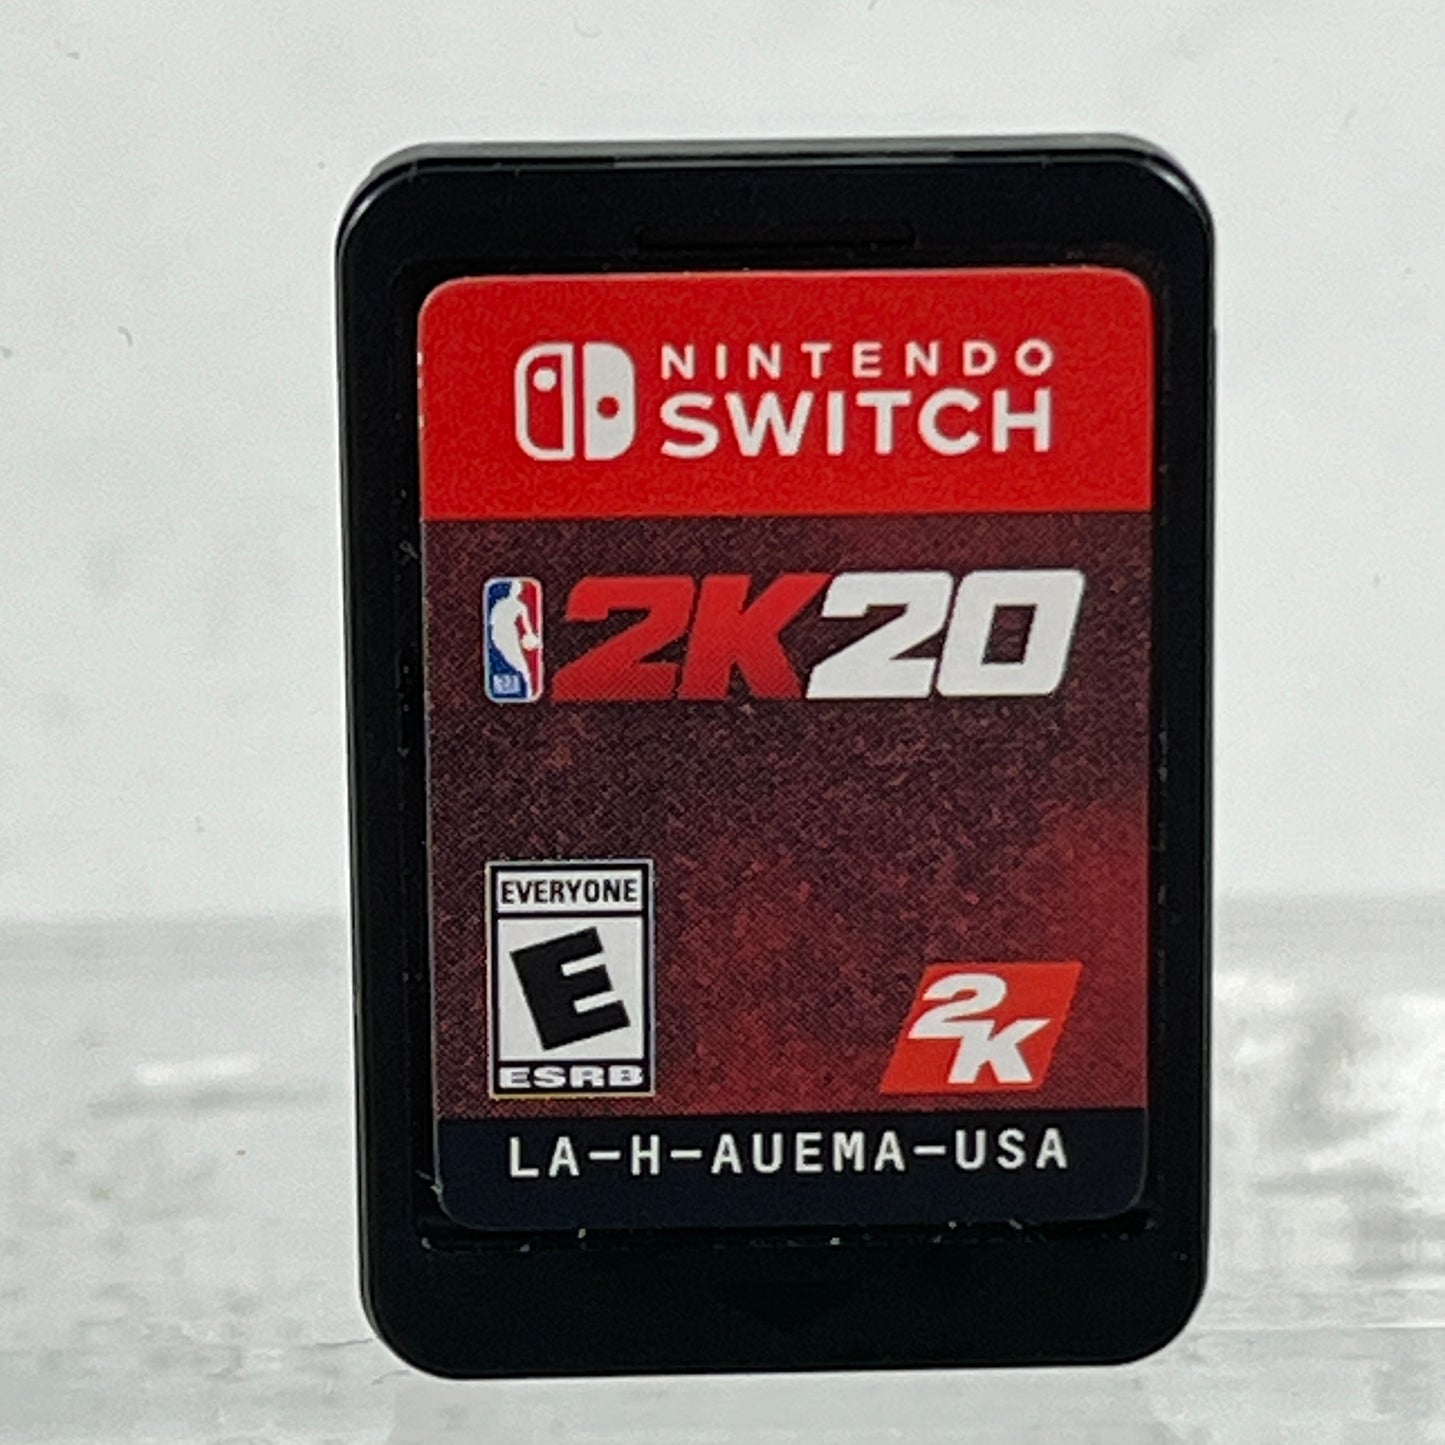 NINTENDO
SWITCH
2K20
EVERYONE
E
ESRB
2K
LA-H-AUEMA-USA